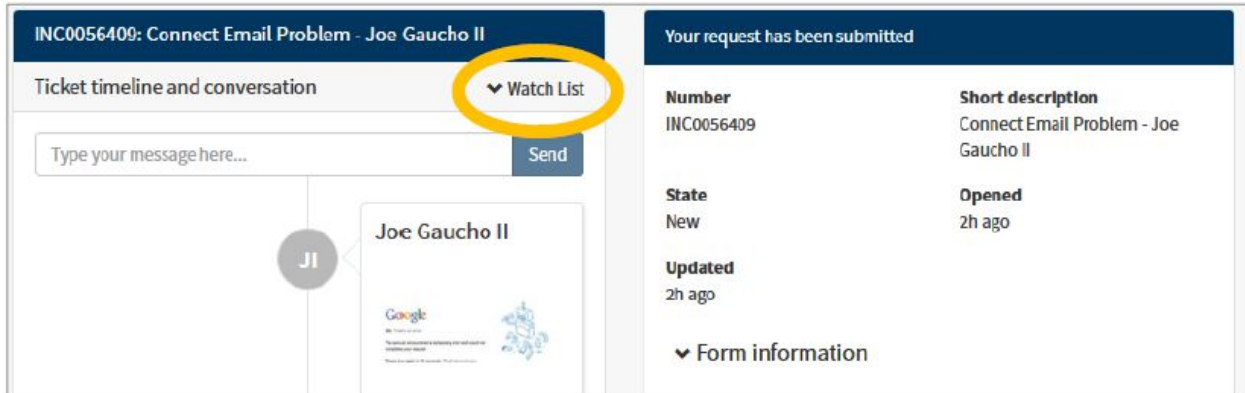 INC0056409: Connect Email Problem - Joe Gaucho II
Ticket timeline and conversation
Watch List
Type your message here...
Send
JI
Joe Gaucho II
Google
Your request has been submitted
Number
INC0056409
Short description
Connect Email Problem - Joe
Gaucho II
State
New
Opened
2h ago
Updated
2h ago
Form information